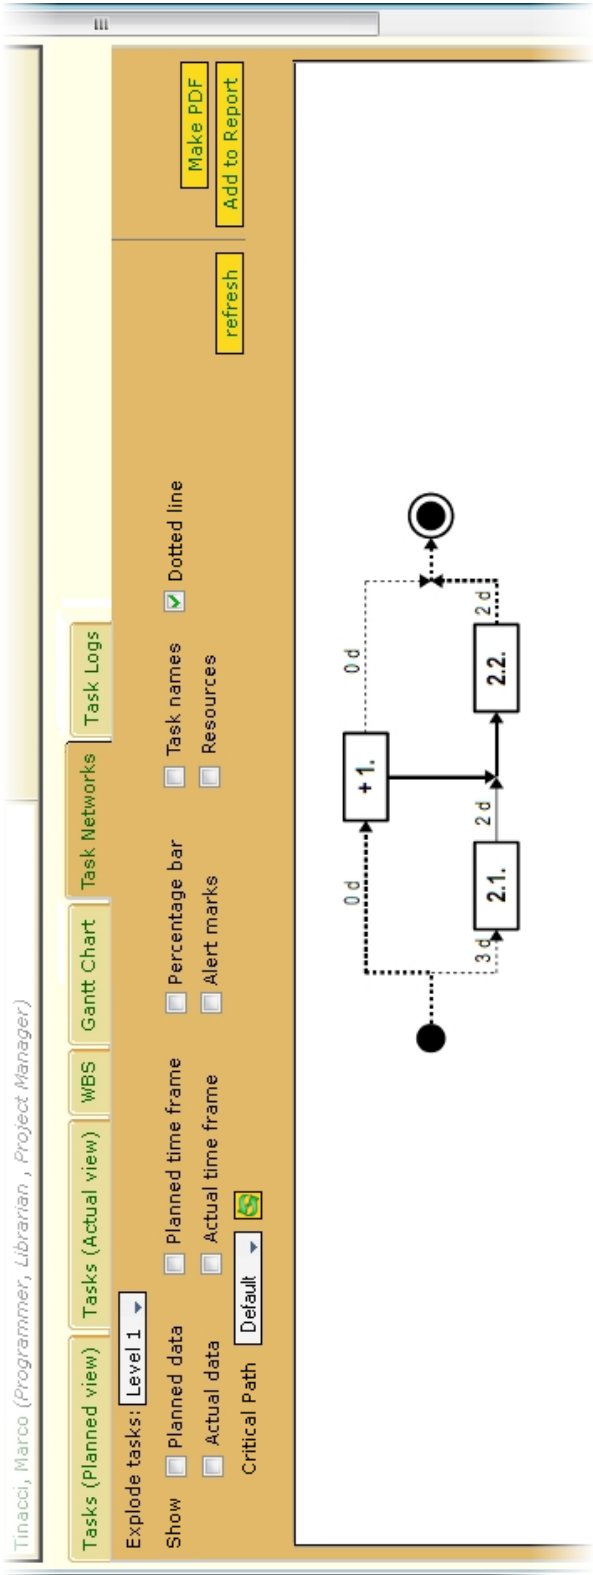 Tinacci, Marco (Programmer, Librarian , Project Manager)
Tasks (Planned view) Tasks (Actual view) WBS Gantt Chart Task Networks Task Logs
Explode tasks: Level 1
Show Planned data Planned time frame Percentage bar Task names Dotted line Make PDF
Actual data Actual time frame Alert marks Resources refresh Add to Report
Critical Path Default
0 d + 1. 0 d
3 d 2.1. 2 d 2.2. 2 d